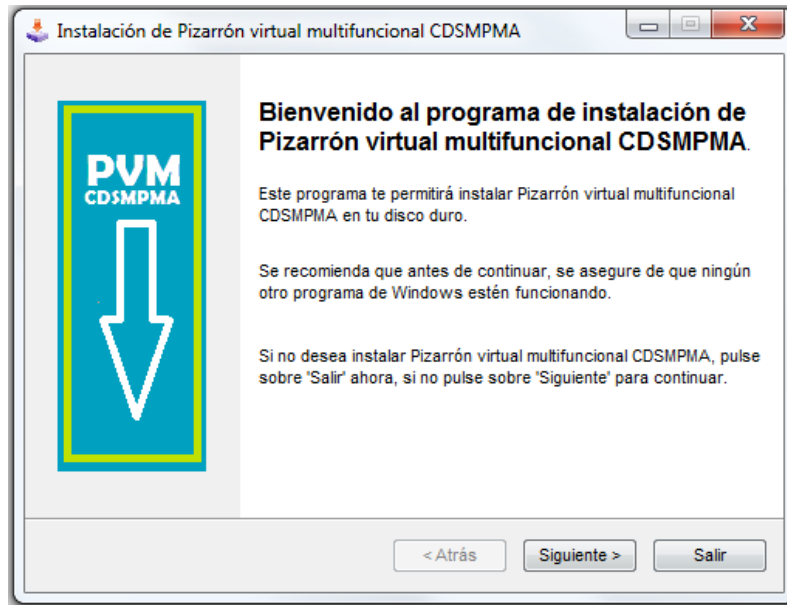 Instalación de Pizarrón virtual multifuncional CDSMPMA
PVM
CDSMPMA
Bienvenido al programa de instalación de
Pizarrón virtual multifuncional CDSMPMA.
Este programa te permitirá instalar Pizarrón virtual multifuncional
CDSMPMA en tu disco duro.
Se recomienda que antes de continuar, se asegure de que ningún
otro programa de Windows estén funcionando.
Si no desea instalar Pizarrón virtual multifuncional CDSMPMA, pulse
sobre 'Salir' ahora, si no pulse sobre 'Siguiente' para continuar.
< Atrás
Siguiente >
Salir